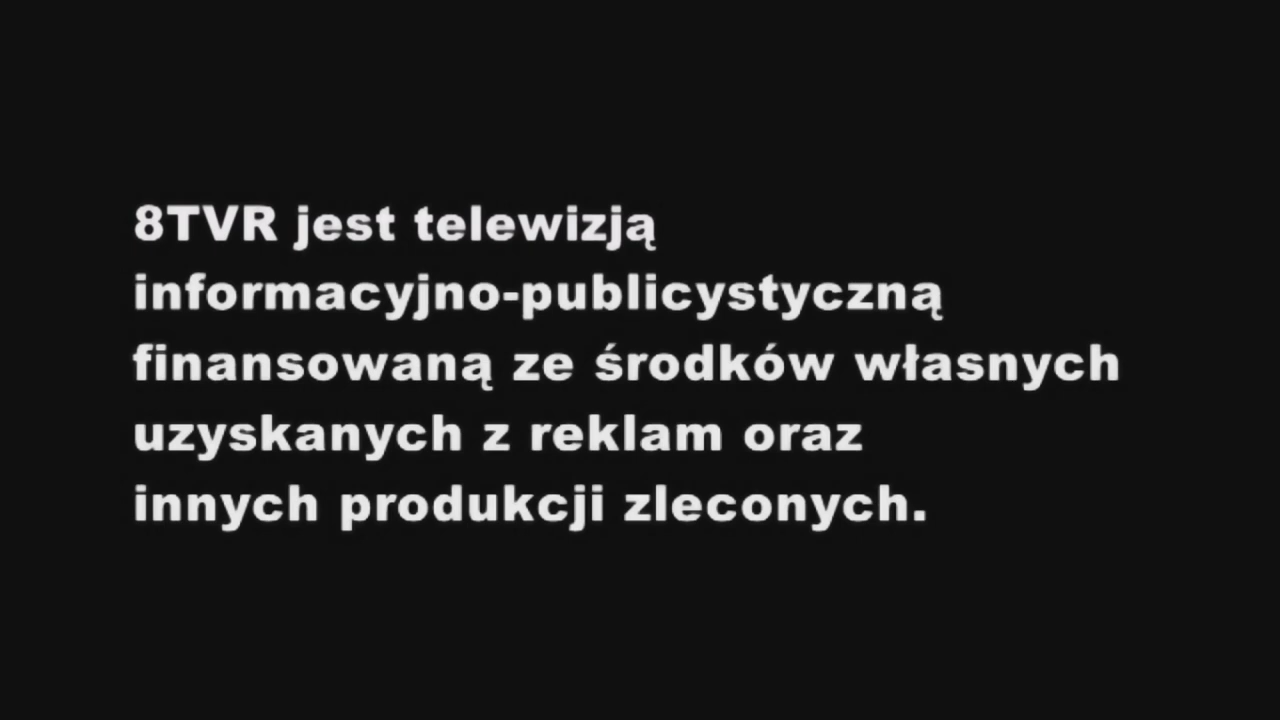 8TVR jest telewizją
informacyjno-publicystyczną
finansowaną ze środków własnych
uzyskanych z reklam oraz
innych produkcji zleconych.